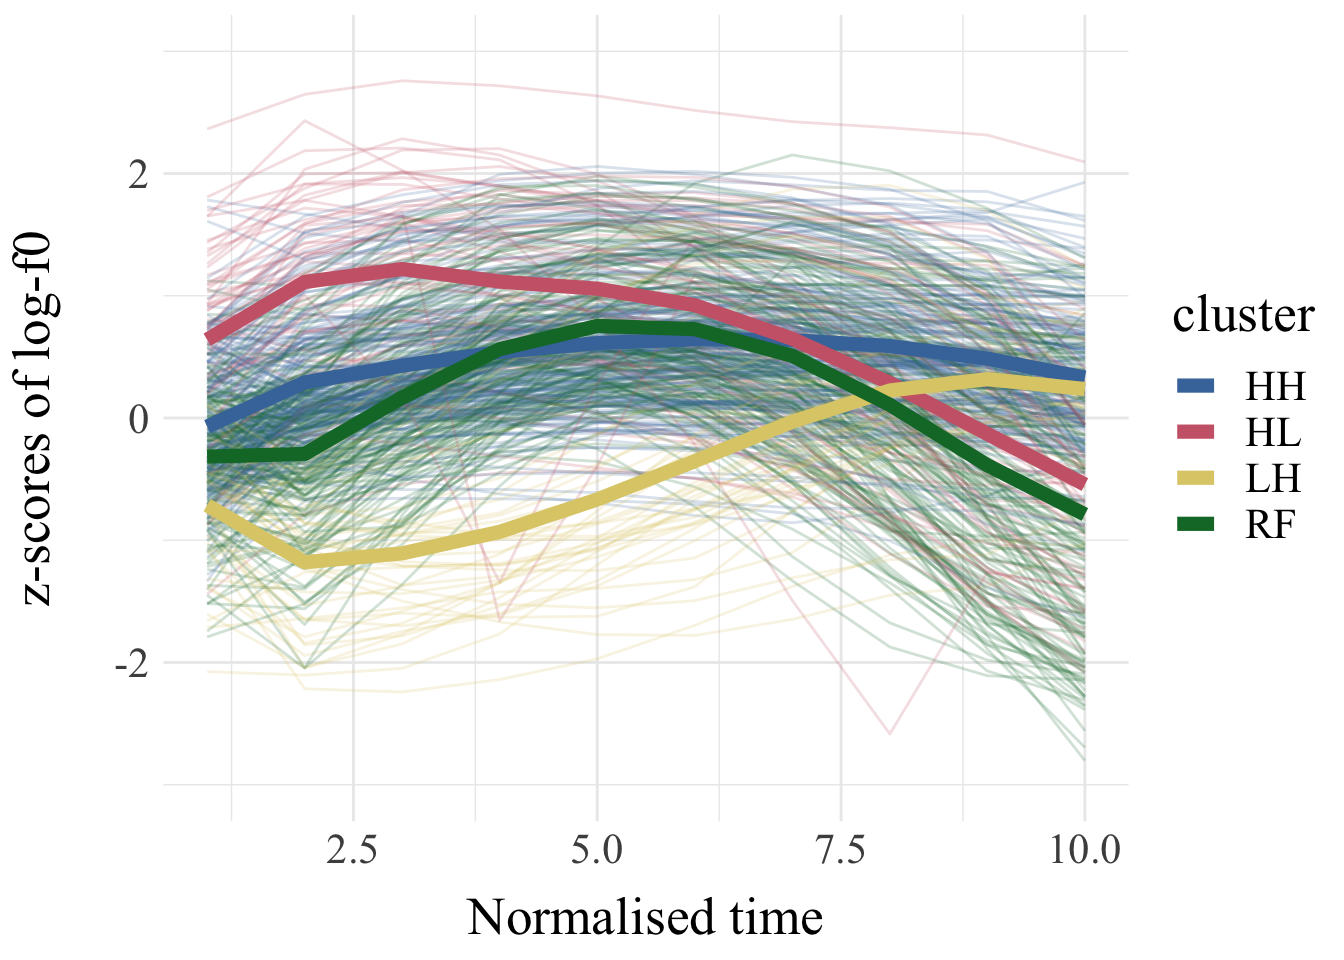 z-scores of log-f0
2
0
-2
2.5
5.0
7.5
10.0
Normalised time
cluster
HH
HL
LH
RF